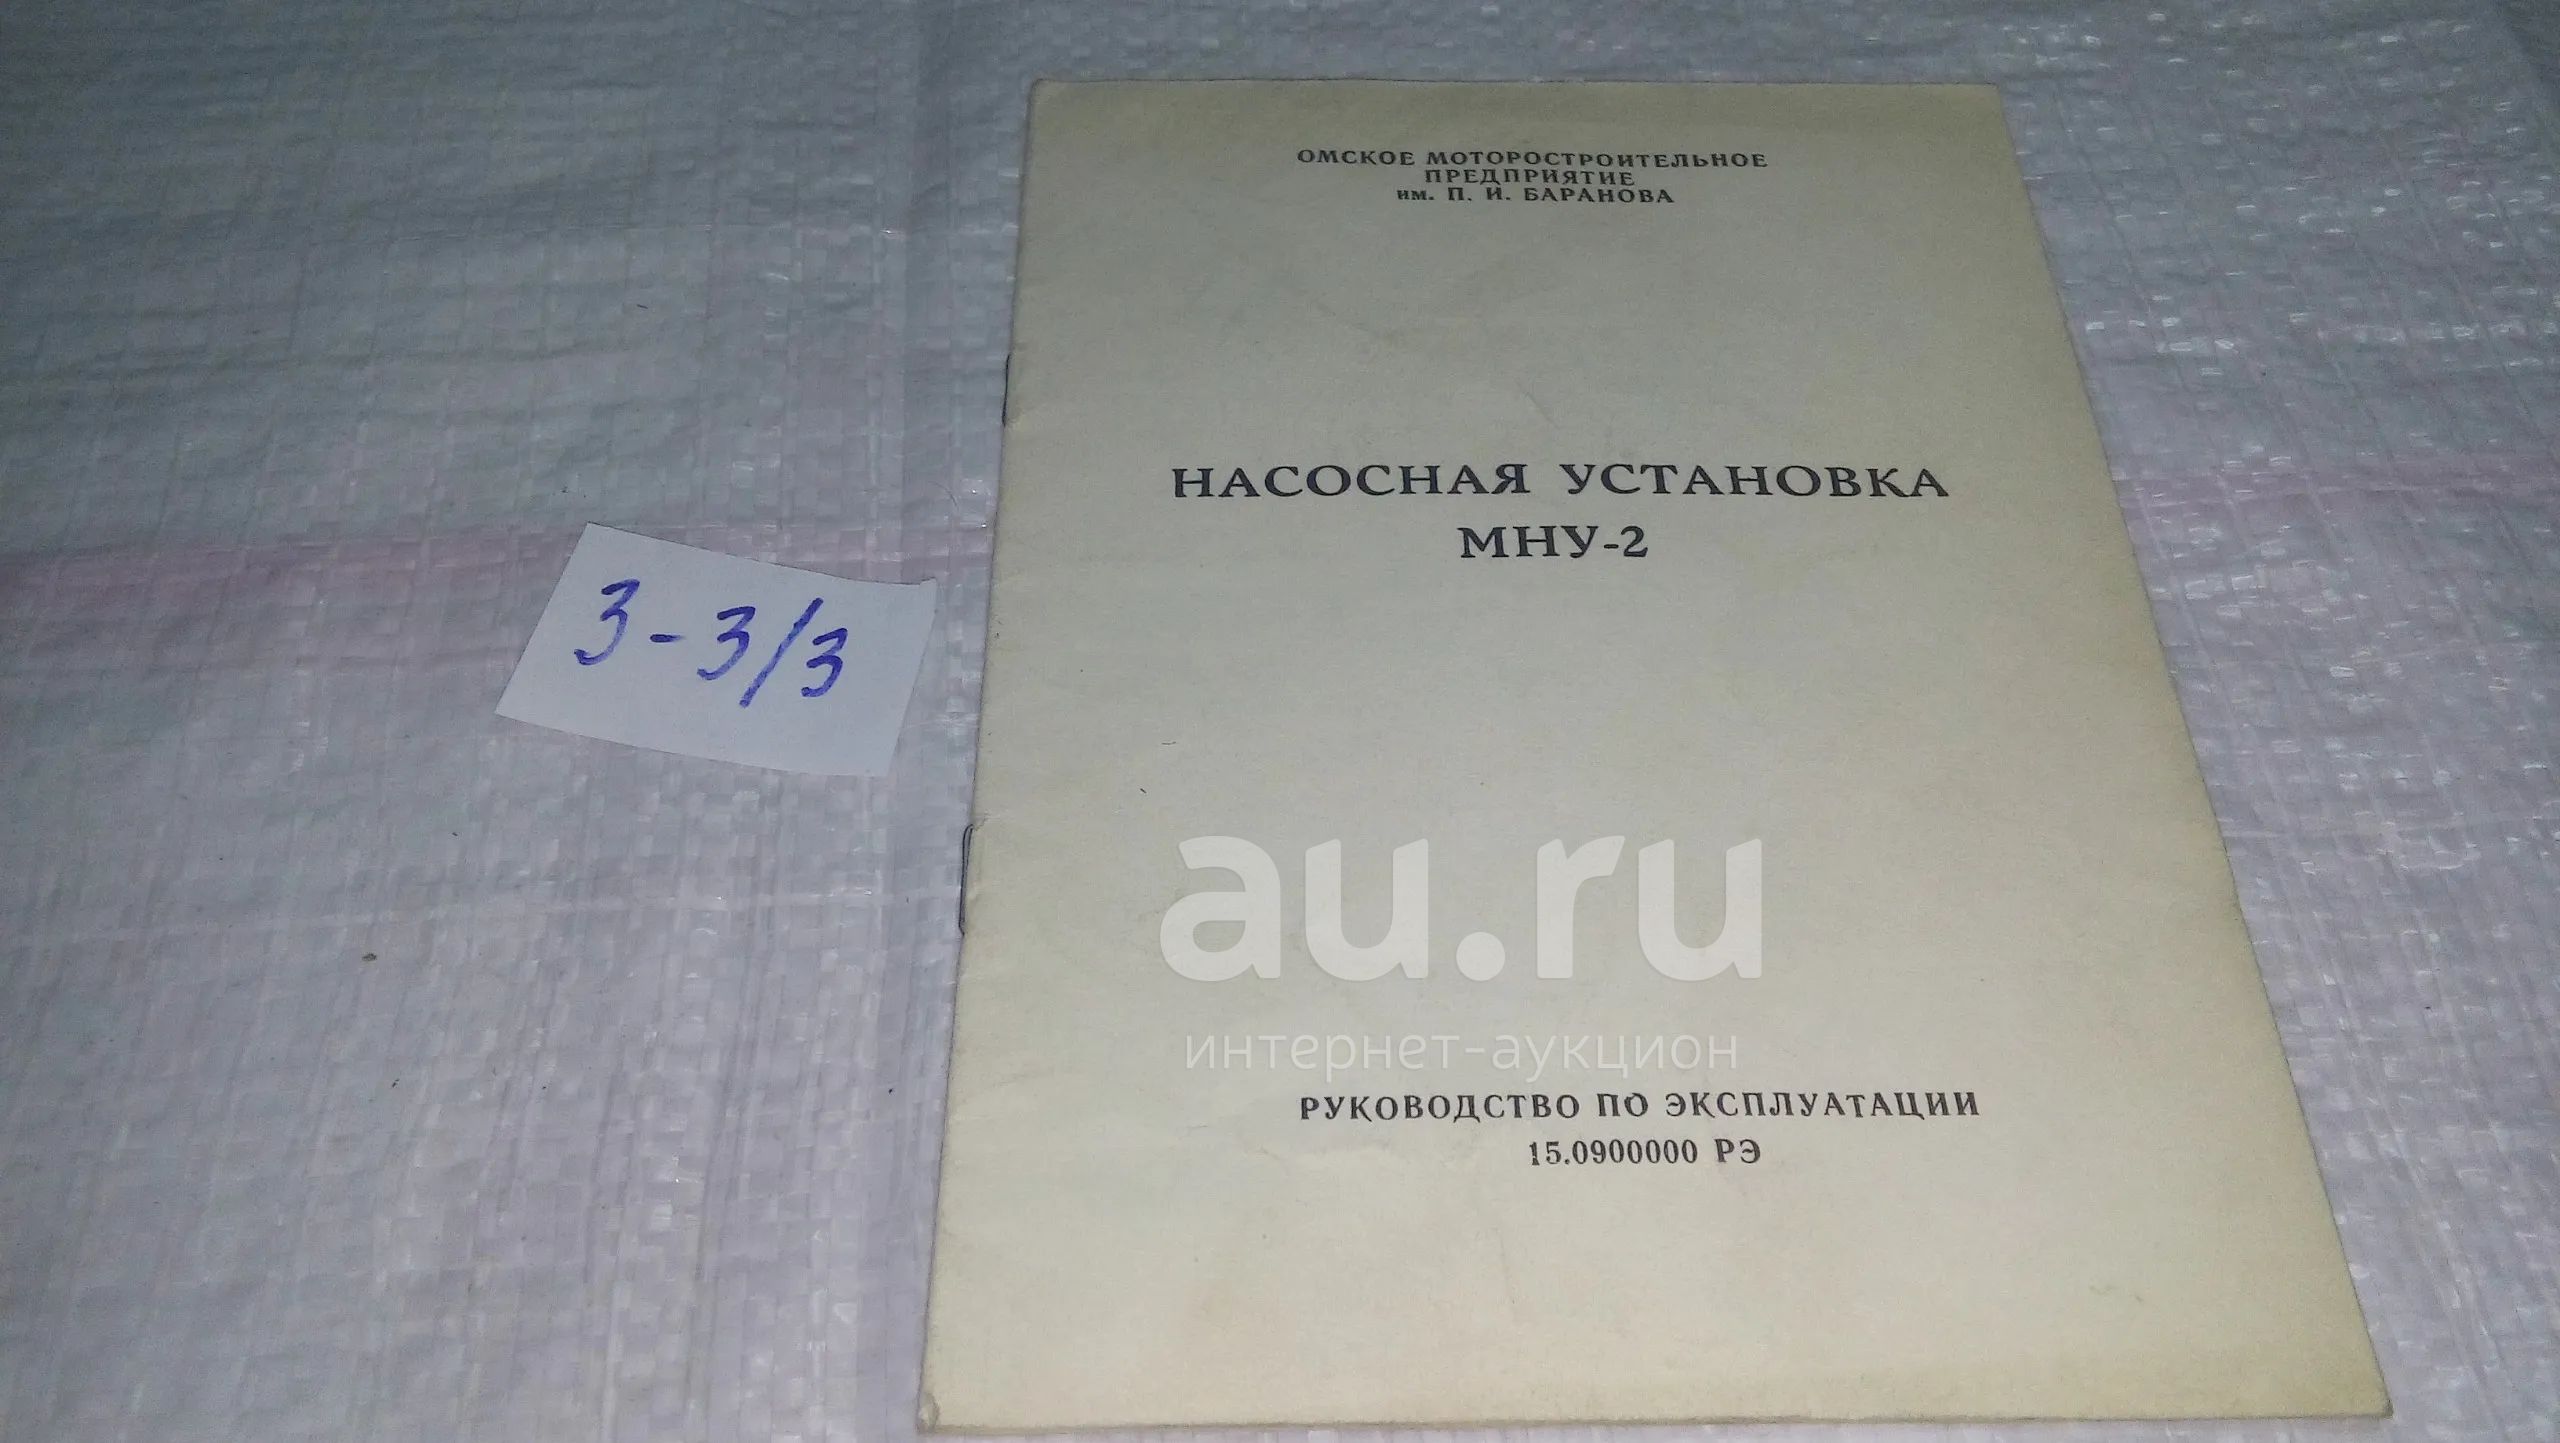 ОМСКОЕ МОТОРОСТРОИТЕЛЬНОЕ
ПРЕДПРИЯТИЕ
им. П. И. БАРАНОВА
НАСОСНАЯ УСТАНОВКА
МНУ-2
3-3/3
au.ru
интернет-аукцион
РУКОВОДСТВО ПО ЭКСПЛУАТАЦИИ
15.0900000 РЭ